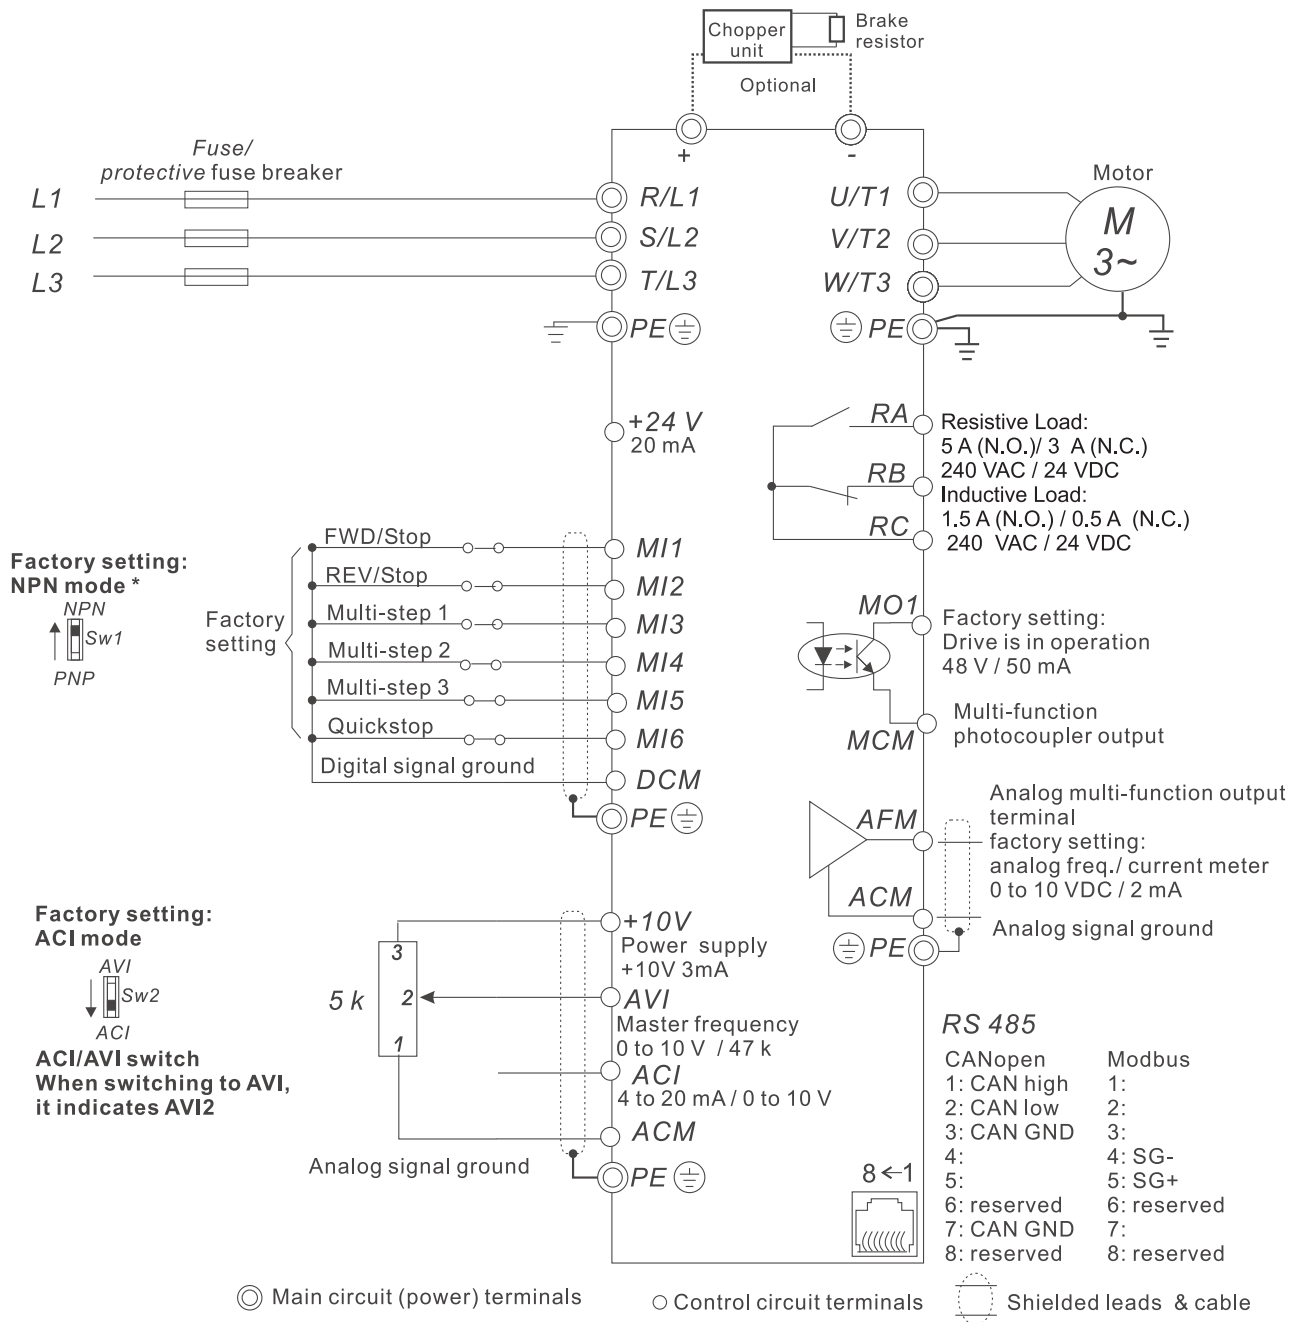 Chopper
unit
Brake
resistor
Optional
+
-
Fuse/
protective fuse breaker
Motor
L1
R/L1
U/T1
M
3~
L2
S/L2
V/T2
L3
T/L3
W/T3
PE
PE
+24 V
20 mA
RA
Resistive Load:
5 A (N.O.)/ 3 A (N.C.)
240 VAC / 24 VDC
RB
Inductive Load:
1.5 A (N.O.) / 0.5 A (N.C.)
240 VAC / 24 VDC
RC
Factory setting:
NPN mode *
NPN
Sw1
PNP
Factory
setting
FWD/Stop
MI1
REV/Stop
MI2
Multi-step 1
MI3
Multi-step 2
MI4
Multi-step 3
MI5
Quickstop
MI6
Digital signal ground
DCM
PE
MO1
Factory setting:
Drive is in operation
48 V / 50 mA
MCM
Multi-function
photocoupler output
AFM
Analog multi-function output
terminal
factory setting:
analog freq./ current meter
0 to 10 VDC / 2 mA
ACM
Analog signal ground
PE
Factory setting:
ACI mode
AVI
Sw2
ACI
ACI/AVI switch
When switching to AVI,
it indicates AVI2
5 k
3
2
1
+10V
Power supply
+10V 3mA
AVI
Master frequency
0 to 10 V / 47 k
ACI
4 to 20 mA / 0 to 10 V
ACM
Analog signal ground
PE
8←1
RS 485
CANopen
1: CAN high
2: CAN low
3: CAN GND
4:
5:
6: reserved
7: CAN GND
8: reserved
Modbus
1:
2:
3:
4: SG-
5: SG+
6: reserved
7:
8: reserved
Main circuit (power) terminals
Control circuit terminals
Shielded leads & cable